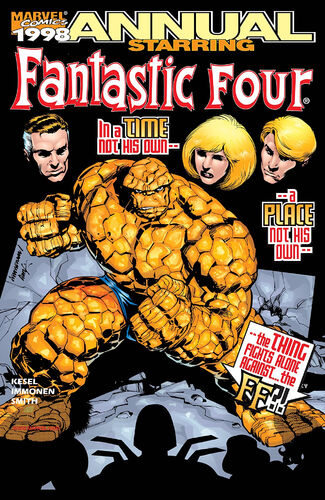 MARVEL
COMICS
1998
ANNUAL
STARRING
FANTASTIC FOUR
®
IN A TIME
NOT HIS OWN--
--A
PLACE
NOT HIS
OWN--
--THE THING
FIGHTS ALONE
AGAINST... THE
FF?!
KESEL
IMMONEN
SMITH